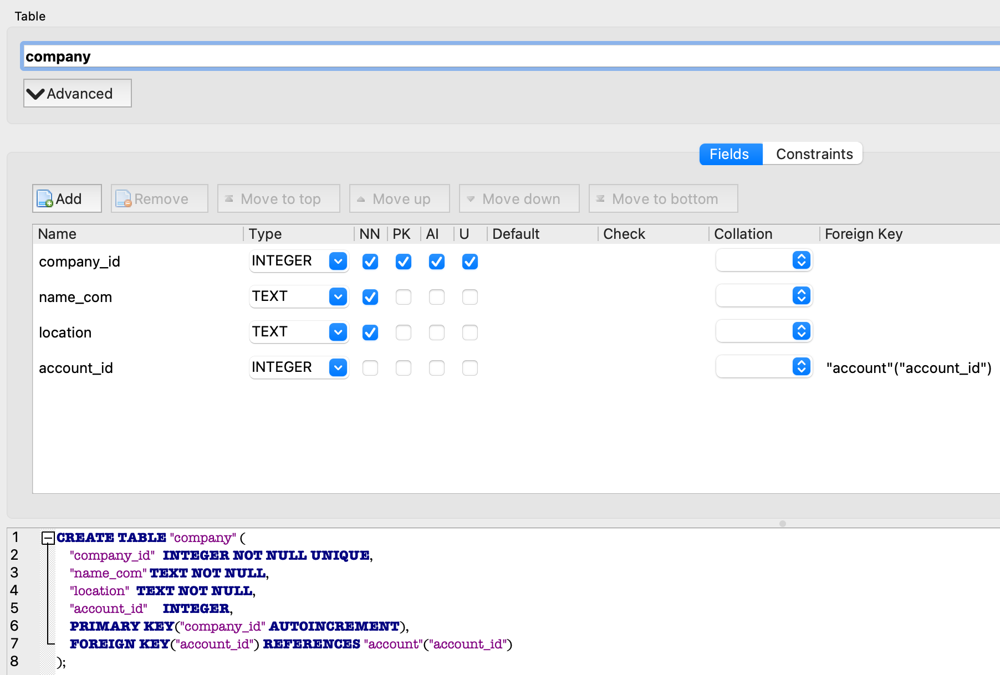 Table
company
Advanced
Fields Constraints
Add Remove Move to top Move up Move down Move to bottom
Name Type NN PK AI U Default Check Collation Foreign Key
company_id INTEGER
name_com TEXT
location TEXT
account_id INTEGER "account"("account_id")
1 CREATE TABLE "company" (
2 "company_id" INTEGER NOT NULL UNIQUE,
3 "name_com" TEXT NOT NULL,
4 "location" TEXT NOT NULL,
5 "account_id" INTEGER,
6 PRIMARY KEY("company_id" AUTOINCREMENT),
7 FOREIGN KEY("account_id") REFERENCES "account"("account_id")
8 );